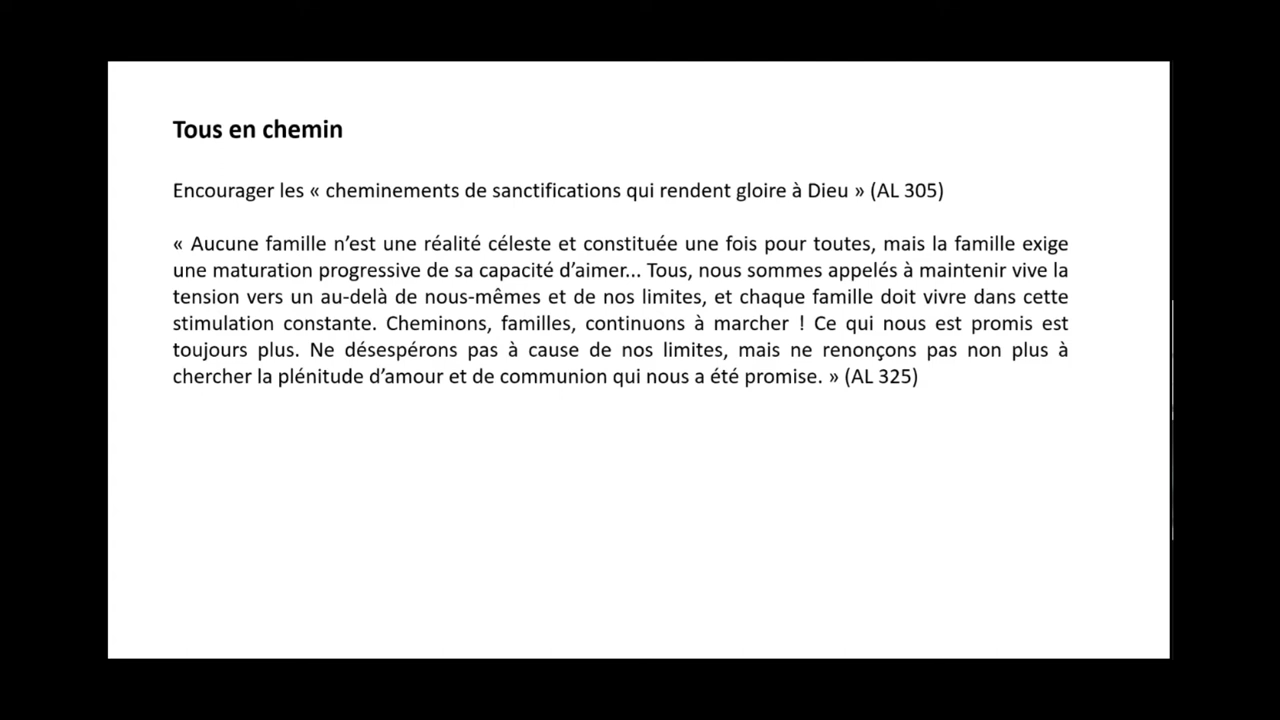 Tous en chemin
Encourager les « cheminements de sanctifications qui rendent gloire à Dieu » (AL 305)
« Aucune famille n’est une réalité céleste et constituée une fois pour toutes, mais la famille exige
une maturation progressive de sa capacité d’aimer... Tous, nous sommes appelés à maintenir vive la
tension vers un au-delà de nous-mêmes et de nos limites, et chaque famille doit vivre dans cette
stimulation constante. Cheminons, familles, continuons à marcher ! Ce qui nous est promis est
toujours plus. Ne désespérons pas à cause de nos limites, mais ne renonçons pas non plus à
chercher la plénitude d’amour et de communion qui nous a été promise. » (AL 325)